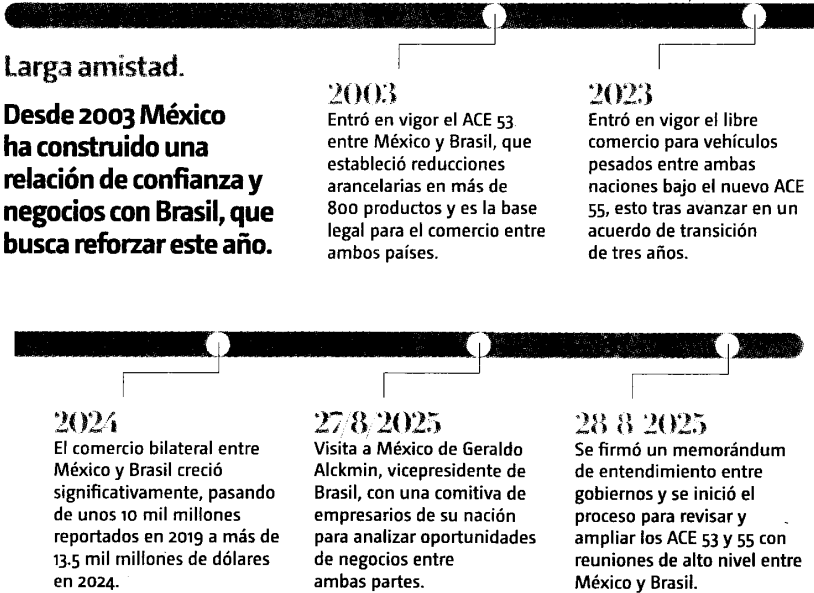 Larga amistad.
Desde 2003 México
ha construido una
relación de confianza y
negocios con Brasil, que
busca reforzar este año.
2003
Entró en vigor el ACE 53
entre México y Brasil, que
estableció reducciones
arancelarias en más de
800 productos y es la base
legal para el comercio entre
ambos países.
2023
Entró en vigor el libre
comercio para vehículos
pesados entre ambas
naciones bajo el nuevo ACE
55, esto tras avanzar en un
acuerdo de transición
de tres años.
2024
El comercio bilateral entre
México y Brasil creció
significativamente, pasando
de unos 10 mil millones
reportados en 2019 a más de
13.5 mil millones de dólares
en 2024.
27/8/2025
Visita a México de Geraldo
Alckmin, vicepresidente de
Brasil, con una comitiva de
empresarios de su nación
para analizar oportunidades
de negocios entre
ambas partes.
28 8 2025
Se firmó un memorándum
de entendimiento entre
gobiernos y se inició el
proceso para revisar y
ampliar los ACE 53 y 55 con
reuniones de alto nivel entre
México y Brasil.